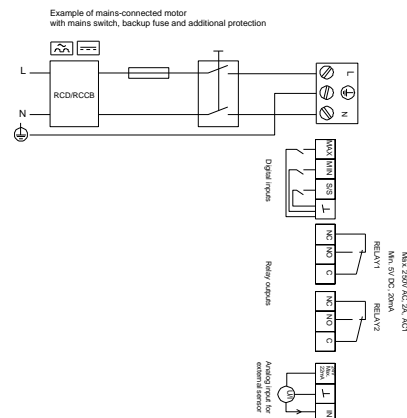 Example of mains-connected motor
with mains switch, backup fuse and additional protection
L
RCD/RCCB
N
L
N
MAX
MIN
S/S
Digital inputs
NC
NO
C
RELAY1
Relay outputs
NC
NO
C
RELAY2
Max. 250V AC, 2A, AC1
Min. 5V DC, 20mA
Max.
22mA
U/I
IN
Analog input for
external sensor